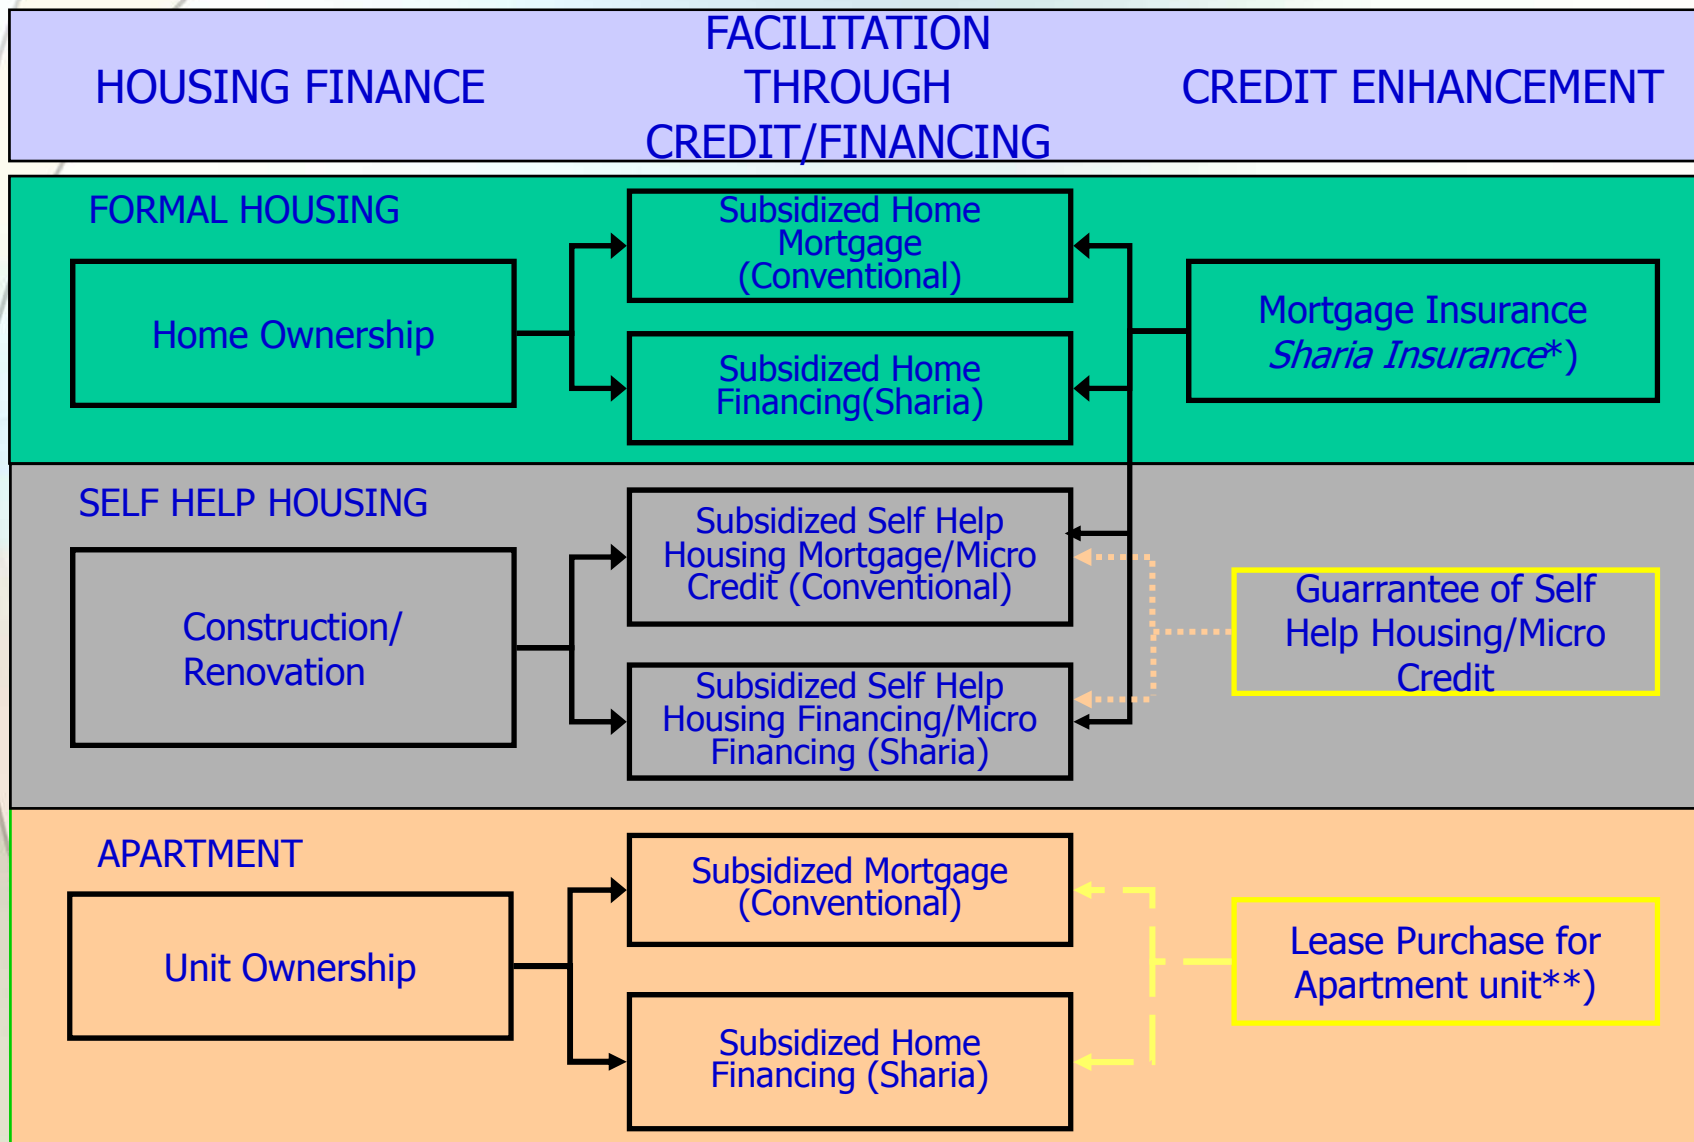 HOUSING FINANCE
FACILITATION
THROUGH
CREDIT/FINANCING
CREDIT ENHANCEMENT
FORMAL HOUSING
Home Ownership
Subsidized Home
Mortgage
(Conventional)
Subsidized Home
Financing(Sharia)
Mortgage Insurance
Sharia Insurance*)
SELF HELP HOUSING
Construction/
Renovation
Subsidized Self Help
Housing Mortgage/Micro
Credit (Conventional)
Subsidized Self Help
Housing Financing/Micro
Financing (Sharia)
Guarrantee of Self
Help Housing/Micro
Credit
APARTMENT
Unit Ownership
Subsidized Mortgage
(Conventional)
Subsidized Home
Financing (Sharia)
Lease Purchase for
Apartment unit**)